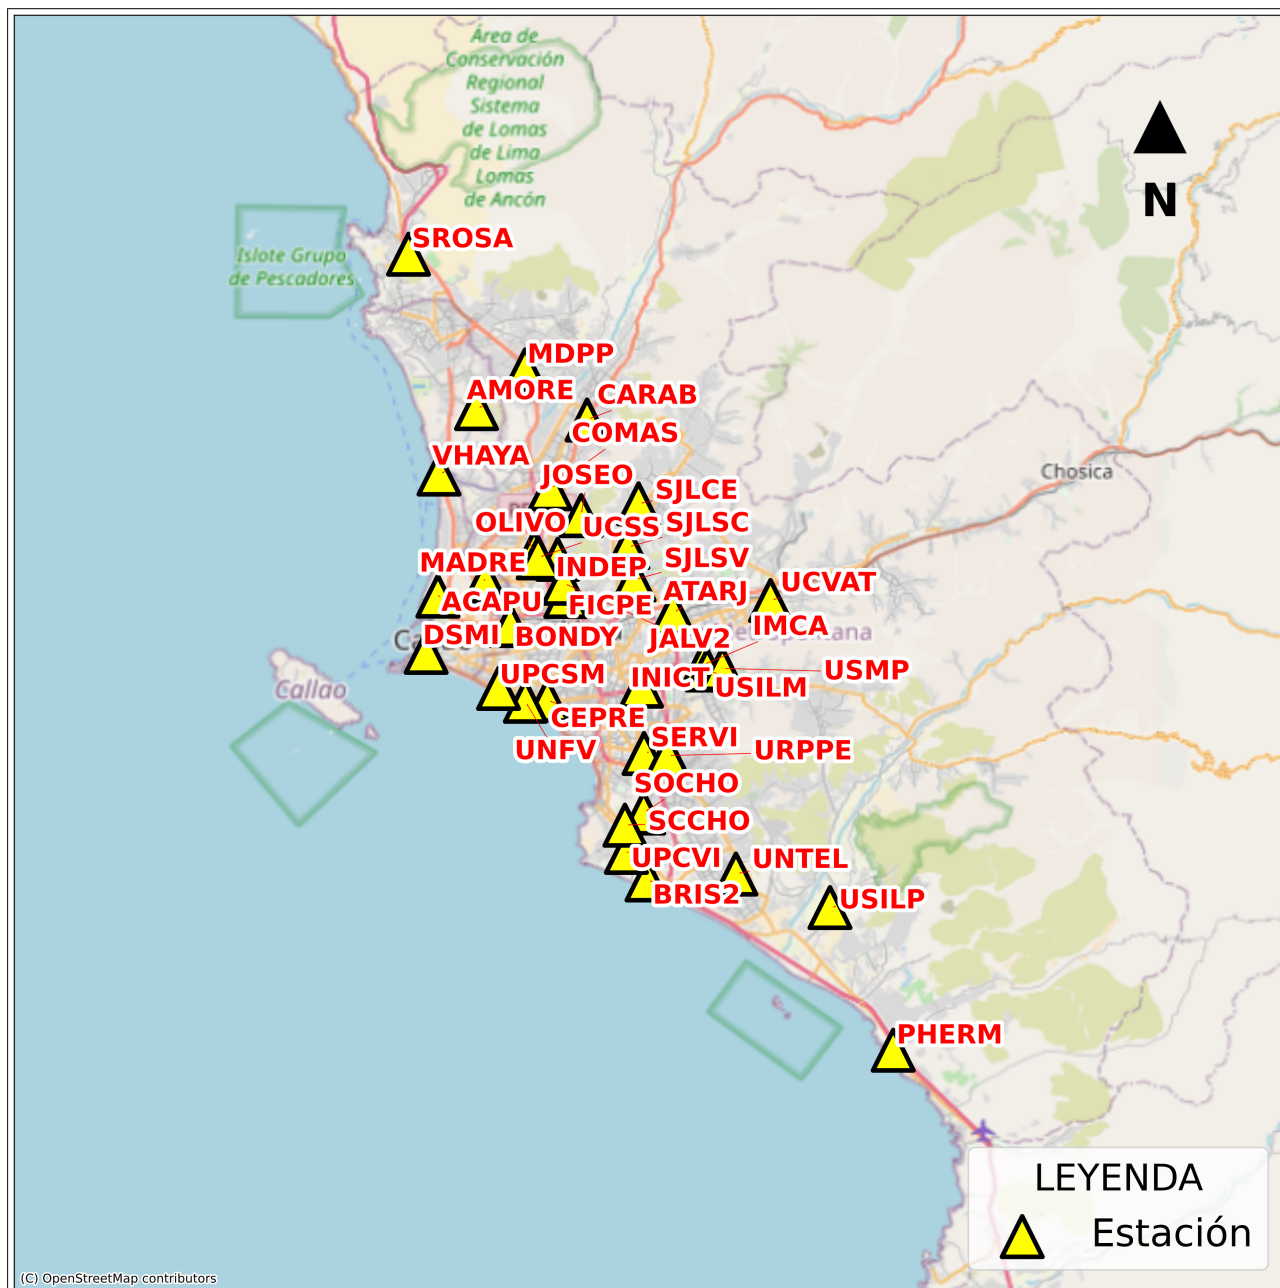 Área de
Conservación
Regional
Sistema
de Lomas
de Lima
Lomas
de Ancón
N
SROSA
Islote Grupo
de Pescadores
MDPP
AMORE
CARAB
COMAS
VHAYA
JOSEO
SJLCE
Chosica
OLIVO
UCSS
SJLSC
MADRE
INDEP
SJLSV
UCVAT
ATARJ
ACAPU
FICPE
IMCA
DSMI
BONDY
JALV2
UPCSM
INICT
USMP
USILM
Callao
CEPRE
UNFV
SERVI
URPPE
SOCHO
SCCHO
UPCVI
UNTEL
BRIS2
USILP
PHERM
LEYENDA
Estación
(C) OpenStreetMap contributors